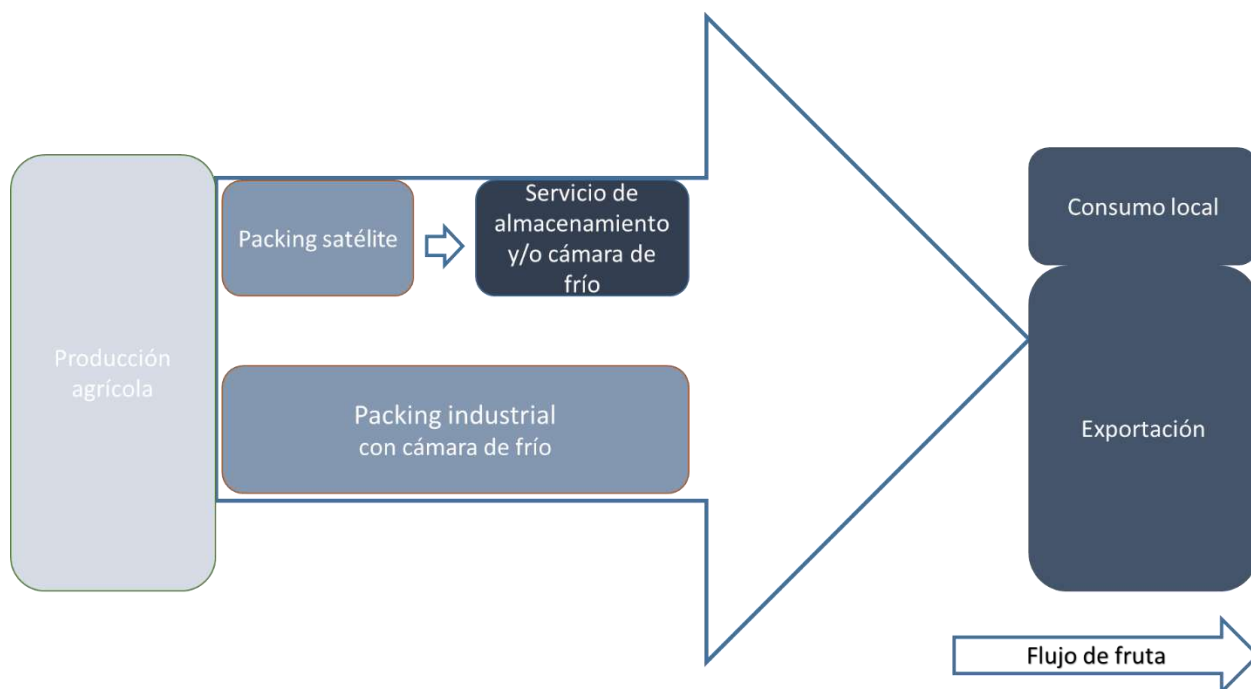 Producción
agrícola
Packing satélite
Servicio de
almacenamiento
y/o cámara de
frío
Packing industrial
con cámara de frío
Consumo local
Exportación
Flujo de fruta